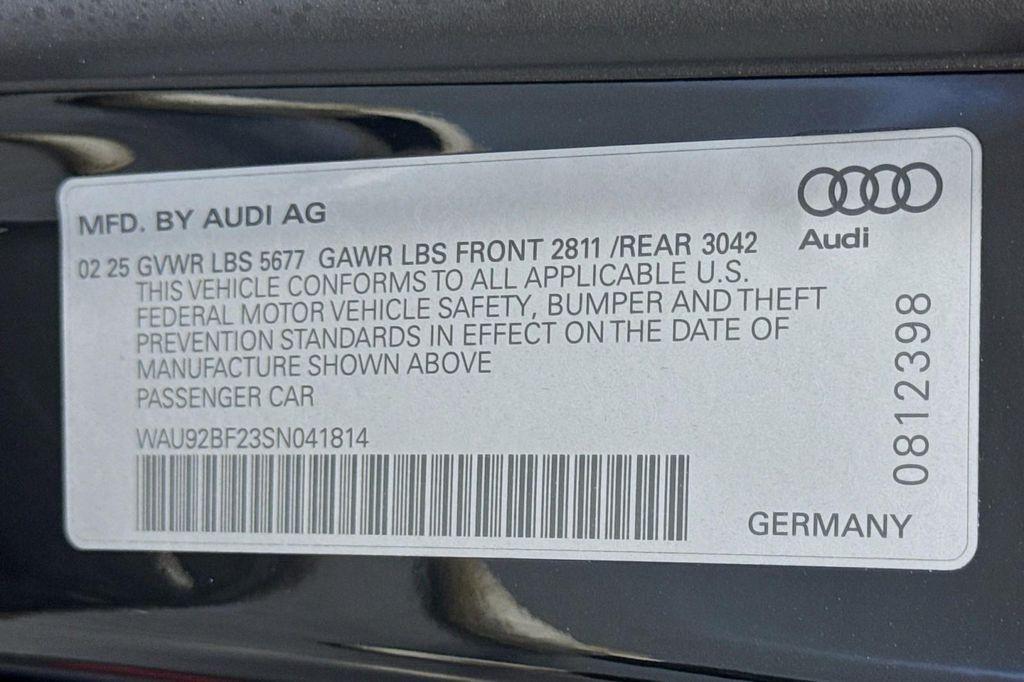 MFD. BY AUDI AG
Audi
02 25 GVWR LBS 5677 GAWR LBS FRONT 2811 /REAR 3042
THIS VEHICLE CONFORMS TO ALL APPLICABLE U.S.
FEDERAL MOTOR VEHICLE SAFETY, BUMPER AND THEFT
PREVENTION STANDARDS IN EFFECT ON THE DATE OF
MANUFACTURE SHOWN ABOVE
PASSENGER CAR
WAU92BF23SN041814
0812398
GERMANY